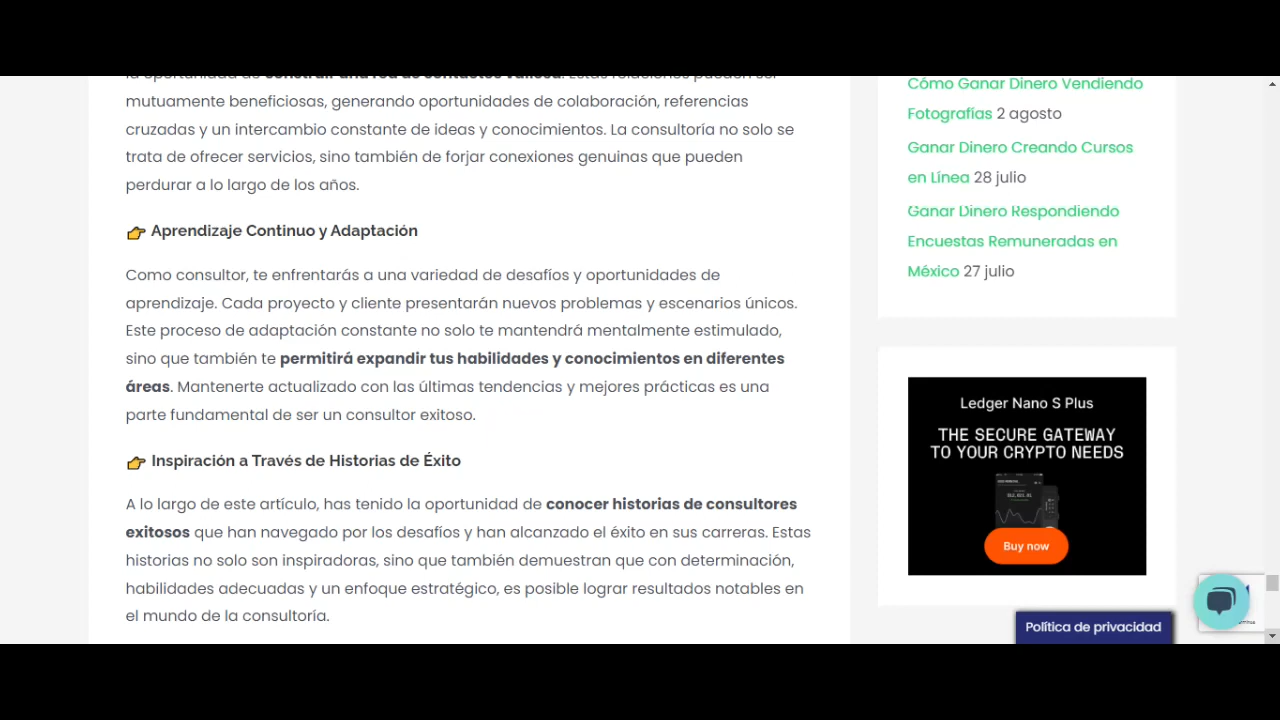 la oportunidad de construir una red de contactos valiosa. Estas relaciones pueden ser
mutuamente beneficiosas, generando oportunidades de colaboración, referencias
cruzadas y un intercambio constante de ideas y conocimientos. La consultoría no solo se
trata de ofrecer servicios, sino también de forjar conexiones genuinas que pueden
perdurar a lo largo de los años.
Aprendizaje Continuo y Adaptación
Como consultor, te enfrentarás a una variedad de desafíos y oportunidades de
aprendizaje. Cada proyecto y cliente presentarán nuevos problemas y escenarios únicos.
Este proceso de adaptación constante no solo te mantendrá mentalmente estimulado,
sino que también te permitirá expandir tus habilidades y conocimientos en diferentes
áreas. Mantenerte actualizado con las últimas tendencias y mejores prácticas es una
parte fundamental de ser un consultor exitoso.
Inspiración a Través de Historias de Éxito
A lo largo de este artículo, has tenido la oportunidad de conocer historias de consultores
exitosos que han navegado por los desafíos y han alcanzado el éxito en sus carreras. Estas
historias no solo son inspiradoras, sino que también demuestran que con determinación,
habilidades adecuadas y un enfoque estratégico, es posible lograr resultados notables en
el mundo de la consultoría.
Cómo Ganar Dinero Vendiendo
Fotografías 2 agosto
Ganar Dinero Creando Cursos
en Línea 28 julio
Ganar Dinero Respondiendo
Encuestas Remuneradas en
México 27 julio
Ledger Nano S Plus
THE SECURE GATEWAY
TO YOUR CRYPTO NEEDS
Buy now
Política de privacidad